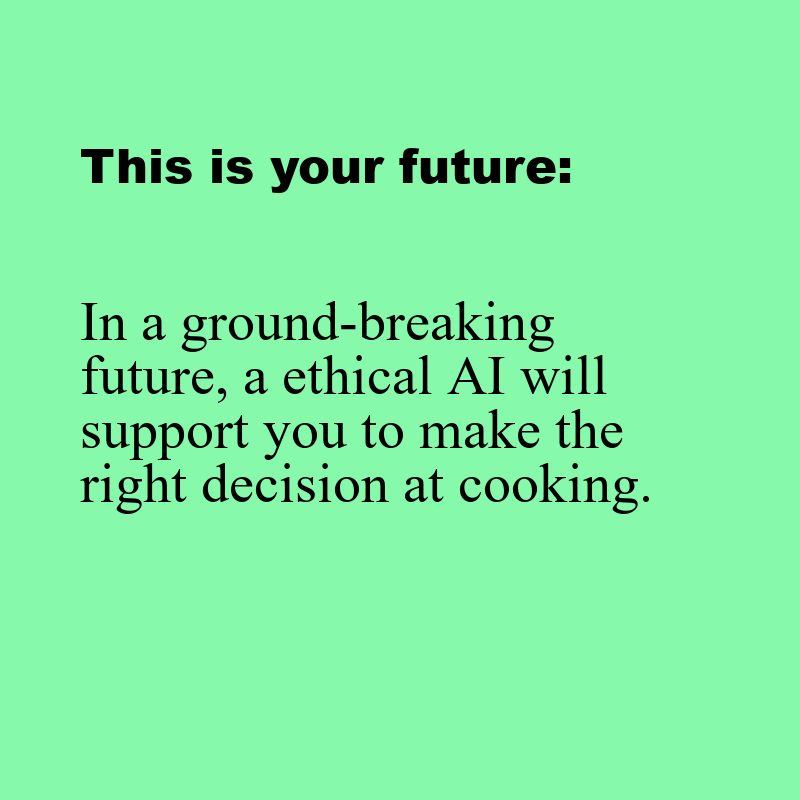 This is your future:
In a ground-breaking
future, a ethical AI will
support you to make the
right decision at cooking.